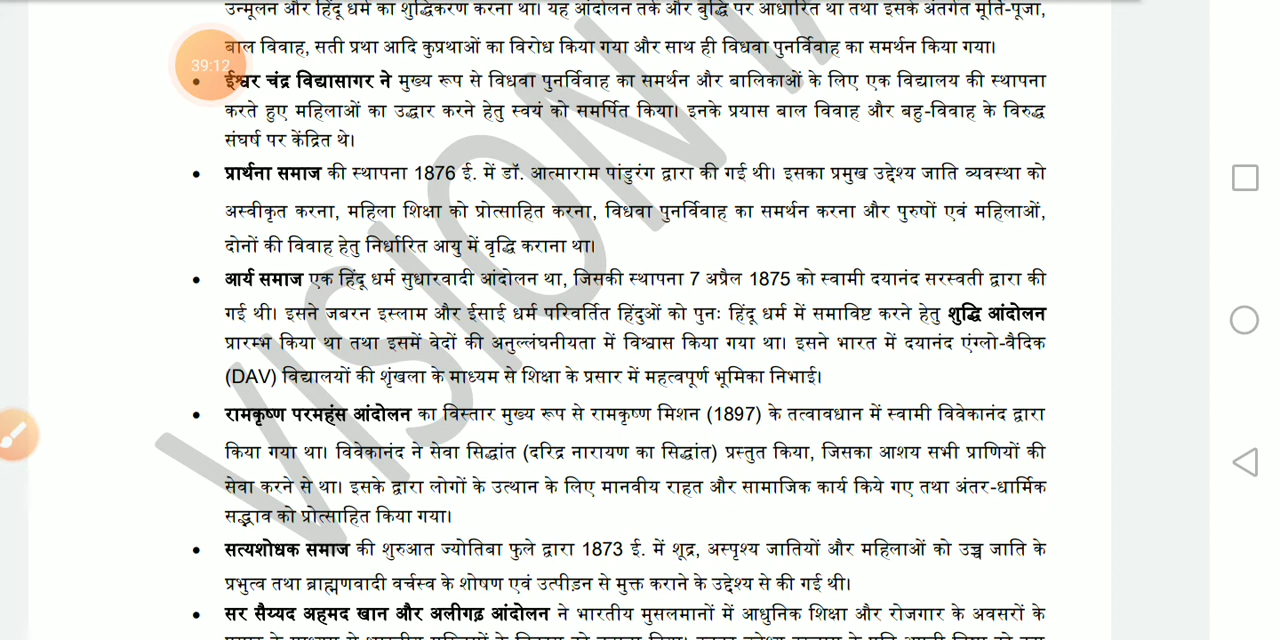 उन्मूलन और हिंदू धर्म का शुद्धिकरण करना था। यह आंदोलन तर्क और बुद्धि पर आधारित था तथा इसके अंतर्गत मूर्ति-पूजा,
बाल विवाह, सती प्रथा आदि कुप्रथाओं का विरोध किया गया और साथ ही विधवा पुनर्विवाह का समर्थन किया गया।
39:12
• ईश्वर चंद्र विद्यासागर ने मुख्य रूप से विधवा पुनर्विवाह का समर्थन और बालिकाओं के लिए एक विद्यालय की स्थापना
करते हुए महिलाओं का उद्धार करने हेतु स्वयं को समर्पित किया। इनके प्रयास बाल विवाह और बहु-विवाह के विरुद्ध
संघर्ष पर केंद्रित थे।
• प्रार्थना समाज की स्थापना 1876 ई. में डॉ. आत्माराम पांडुरंग द्वारा की गई थी। इसका प्रमुख उद्देश्य जाति व्यवस्था को
अस्वीकृत करना, महिला शिक्षा को प्रोत्साहित करना, विधवा पुनर्विवाह का समर्थन करना और पुरुषों एवं महिलाओं,
दोनों की विवाह हेतु निर्धारित आयु में वृद्धि कराना था।
• आर्य समाज एक हिंदू धर्म सुधारवादी आंदोलन था, जिसकी स्थापना 7 अप्रैल 1875 को स्वामी दयानंद सरस्वती द्वारा की
गई थी। इसने जबरन इस्लाम और ईसाई धर्म परिवर्तित हिंदुओं को पुनः हिंदू धर्म में समाविष्ट करने हेतु शुद्धि आंदोलन
प्रारम्भ किया था तथा इसमें वेदों की अनुल्लंघनीयता में विश्वास किया गया था। इसने भारत में दयानंद एंग्लो-वैदिक
(DAV) विद्यालयों की शृंखला के माध्यम से शिक्षा के प्रसार में महत्वपूर्ण भूमिका निभाई।
• रामकृष्ण परमहंस आंदोलन का विस्तार मुख्य रूप से रामकृष्ण मिशन (1897) के तत्वावधान में स्वामी विवेकानंद द्वारा
किया गया था। विवेकानंद ने सेवा सिद्धांत (दरिद्र नारायण का सिद्धांत) प्रस्तुत किया, जिसका आशय सभी प्राणियों की
सेवा करने से था। इसके द्वारा लोगों के उत्थान के लिए मानवीय राहत और सामाजिक कार्य किये गए तथा अंतर-धार्मिक
सद्भाव को प्रोत्साहित किया गया।
• सत्यशोधक समाज की शुरुआत ज्योतिबा फुले द्वारा 1873 ई. में शूद्र, अस्पृश्य जातियों और महिलाओं को उच्च जाति के
प्रभुत्व तथा ब्राह्मणवादी वर्चस्व के शोषण एवं उत्पीड़न से मुक्त कराने के उद्देश्य से की गई थी।
• सर सैय्यद अहमद खान और अलीगढ़ आंदोलन ने भारतीय मुसलमानों में आधुनिक शिक्षा और रोजगार के अवसरों के
VISION